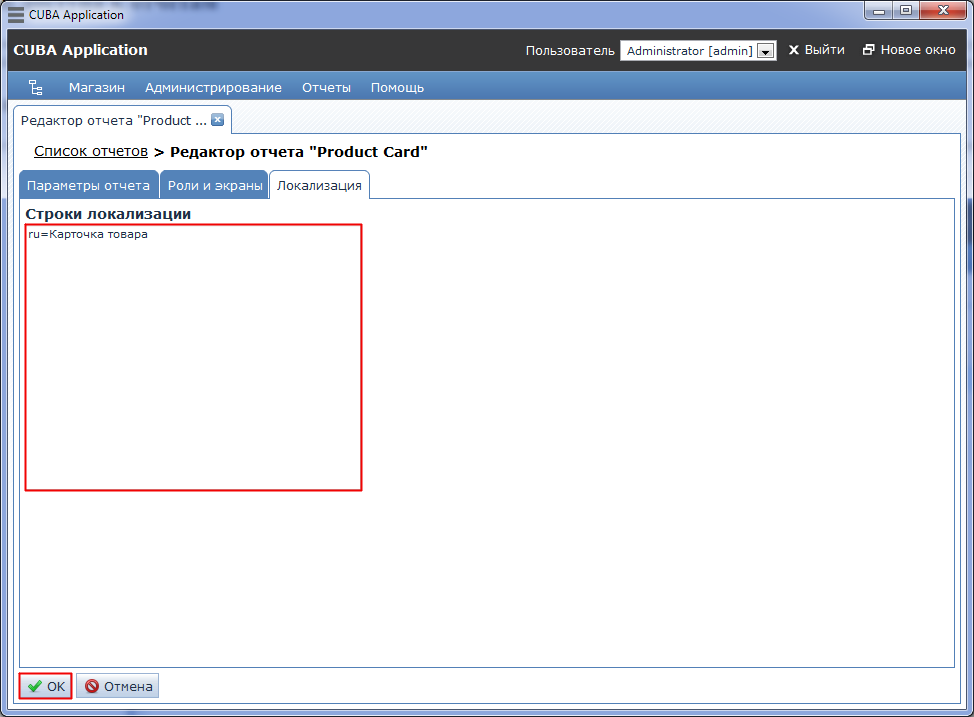 CUBA Application
CUBA Application Пользователь Administrator [admin] Выйти Новое окно
Магазин Администрирование Отчеты Помощь
Редактор отчета "Product ...
Список отчетов > Редактор отчета "Product Card"
Параметры отчета Роли и экраны Локализация
Строки локализации
ru=Карточка товара
OK Отмена